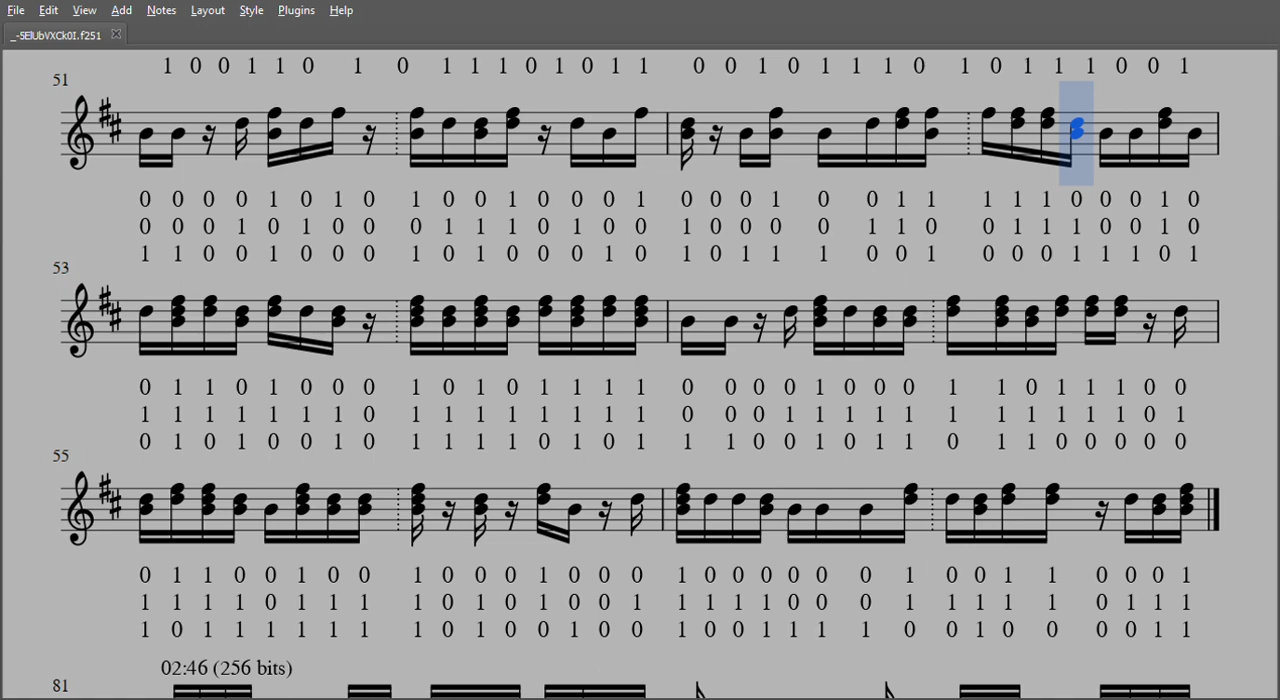 File Edit View Add Notes Layout Style Plugins Help
_-5ElUbVXCk0I.f251
1 0 0 1 1 0 1 0 1 1 1 0 1 0 1 1 0 0 1 0 1 1 1 0 1 0 1 1 1 0 0 1
51
0 0 0 0 1 0 1 0 1 0 0 1 0 0 0 1 0 0 0 1 0 0 1 1 1 1 1 0 0 0 1 0
0 0 0 1 0 1 0 0 0 1 1 1 0 1 0 0 1 0 0 0 0 1 1 0 0 1 1 1 0 0 1 0
1 1 0 0 1 0 0 0 1 0 1 0 0 0 1 0 1 0 1 1 1 0 0 1 0 0 0 1 1 1 0 1
53
0 1 1 0 1 0 0 0 1 0 1 0 1 1 1 1 0 0 0 0 1 0 0 0 1 1 0 1 1 1 0 0
1 1 1 1 1 1 1 0 1 1 1 1 1 1 1 1 0 0 0 1 1 1 1 1 1 1 1 1 1 1 0 1
0 1 0 1 0 0 1 0 1 1 1 1 0 1 0 1 1 1 0 0 1 0 1 1 0 1 1 0 0 0 0 0
55
0 1 1 0 0 1 0 0 1 0 0 0 1 0 0 0 1 0 0 0 0 0 0 1 0 0 1 1 0 0 0 1
1 1 1 1 0 1 1 1 1 0 1 0 1 0 0 1 1 1 1 1 0 0 0 1 1 1 1 1 0 1 1 1
1 0 1 1 1 1 1 1 1 0 1 0 0 1 0 0 1 0 0 1 1 1 1 0 0 1 0 0 0 0 1 1
02:46 (256 bits)
81